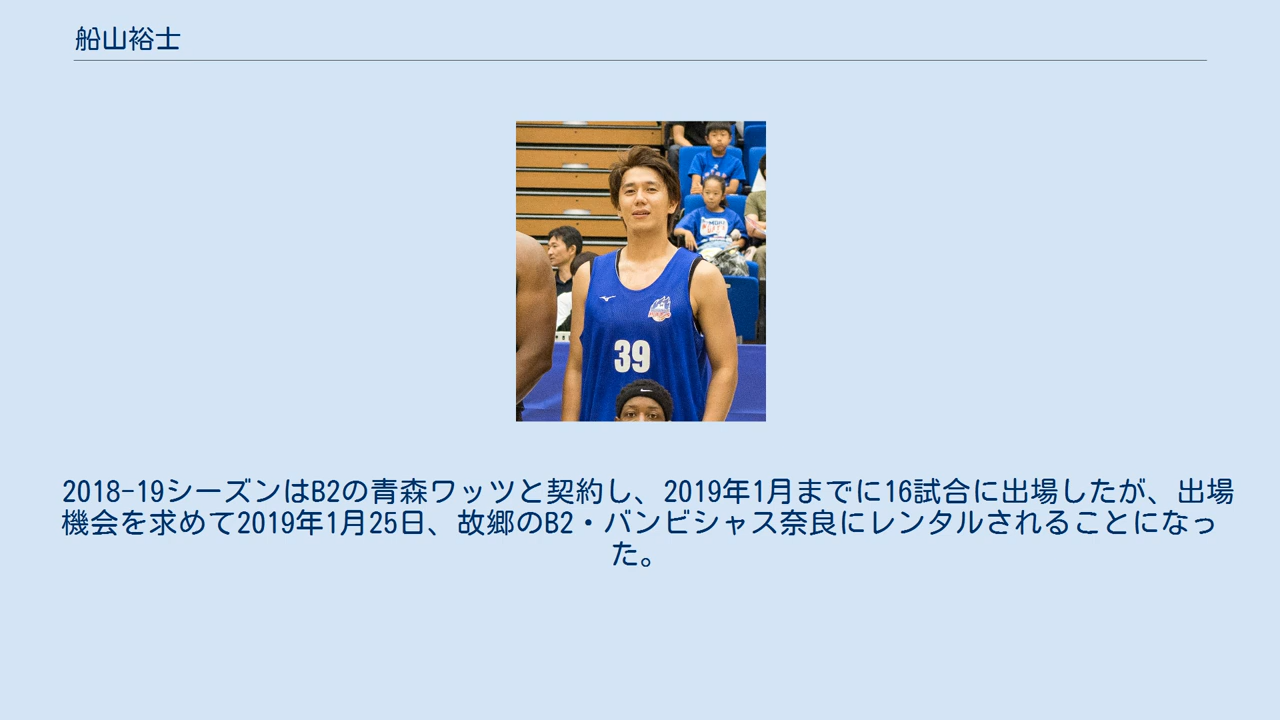 船山裕士
39
2018-19シーズンはB2の青森ワッツと契約し、2019年1月までに16試合に出場したが、出場
機会を求めて2019年1月25日、故郷のB2・バンビシャス奈良にレンタルされることになっ
た。